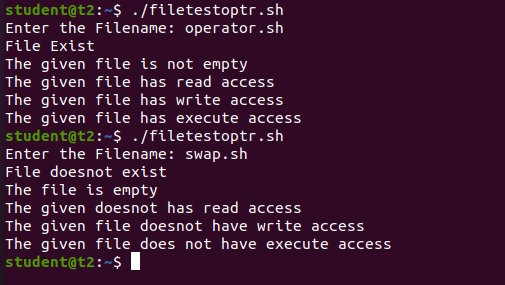 student@t2:~$ ./filetestoptr.sh
Enter the Filename: operator.sh
File Exist
The given file is not empty
The given file has read access
The given file has write access
The given file has execute access
student@t2:~$ ./filetestoptr.sh
Enter the Filename: swap.sh
File doesnot exist
The file is empty
The given doesnot has read access
The given file doesnot have write access
The given file does not have execute access
student@t2:~$